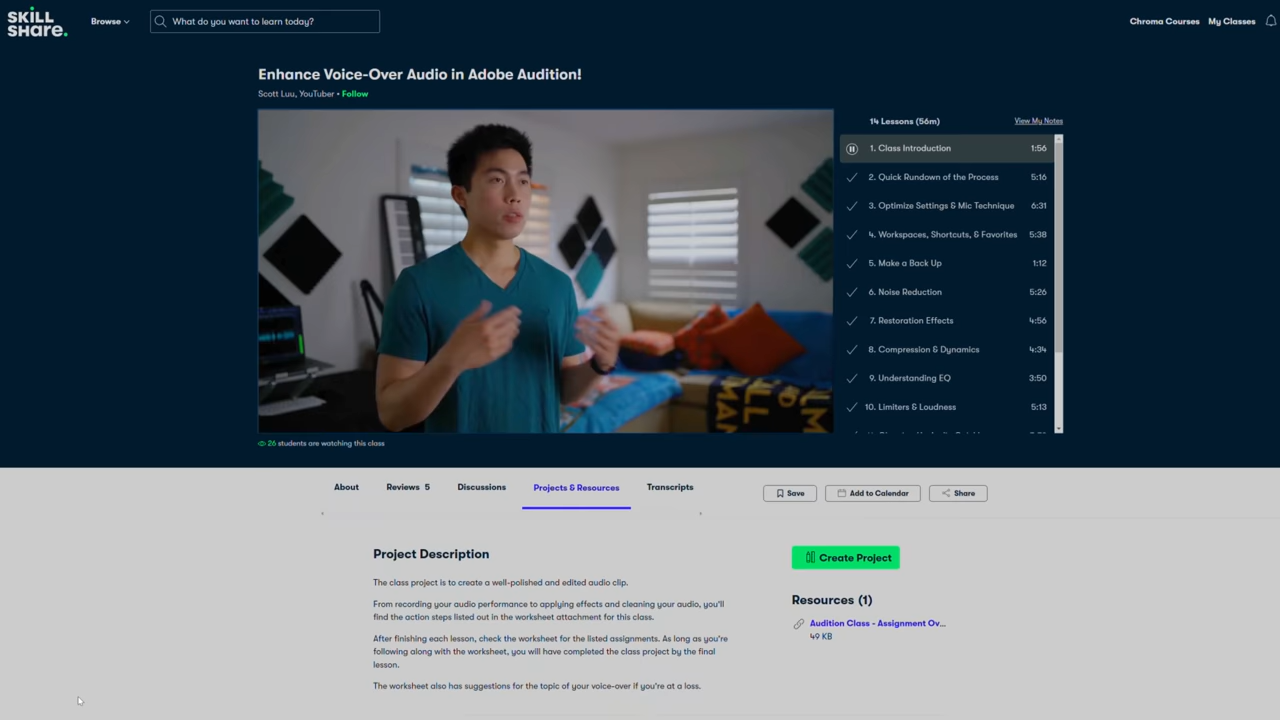 SKILL
SHARE.
Browse
What do you want to learn today?
Chroma Courses
My Classes
Enhance Voice-Over Audio in Adobe Audition!
Scott Luu, YouTuber • Follow
14 Lessons (56m)
View My Notes
1. Class Introduction 1:56
2. Quick Rundown of the Process 5:16
3. Optimize Settings & Mic Technique 6:31
4. Workspaces, Shortcuts, & Favorites 5:38
5. Make a Back Up 1:12
6. Noise Reduction 5:26
7. Restoration Effects 4:56
8. Compression & Dynamics 4:34
9. Understanding EQ 3:50
10. Limiters & Loudness 5:13
26 students are watching this class
About
Reviews 5
Discussions
Projects & Resources
Transcripts
Save
Add to Calendar
Share
Project Description
The class project is to create a well-polished and edited audio clip.
From recording your audio performance to applying effects and cleaning your audio, you'll
find the action steps listed out in the worksheet attachment for this class.
After finishing each lesson, check the worksheet for the listed assignments. As long as you're
following along with the worksheet, you will have completed the class project by the final
lesson.
The worksheet also has suggestions for the topic of your voice-over if you're at a loss.
Create Project
Resources (1)
Audition Class - Assignment Ov...
49 KB